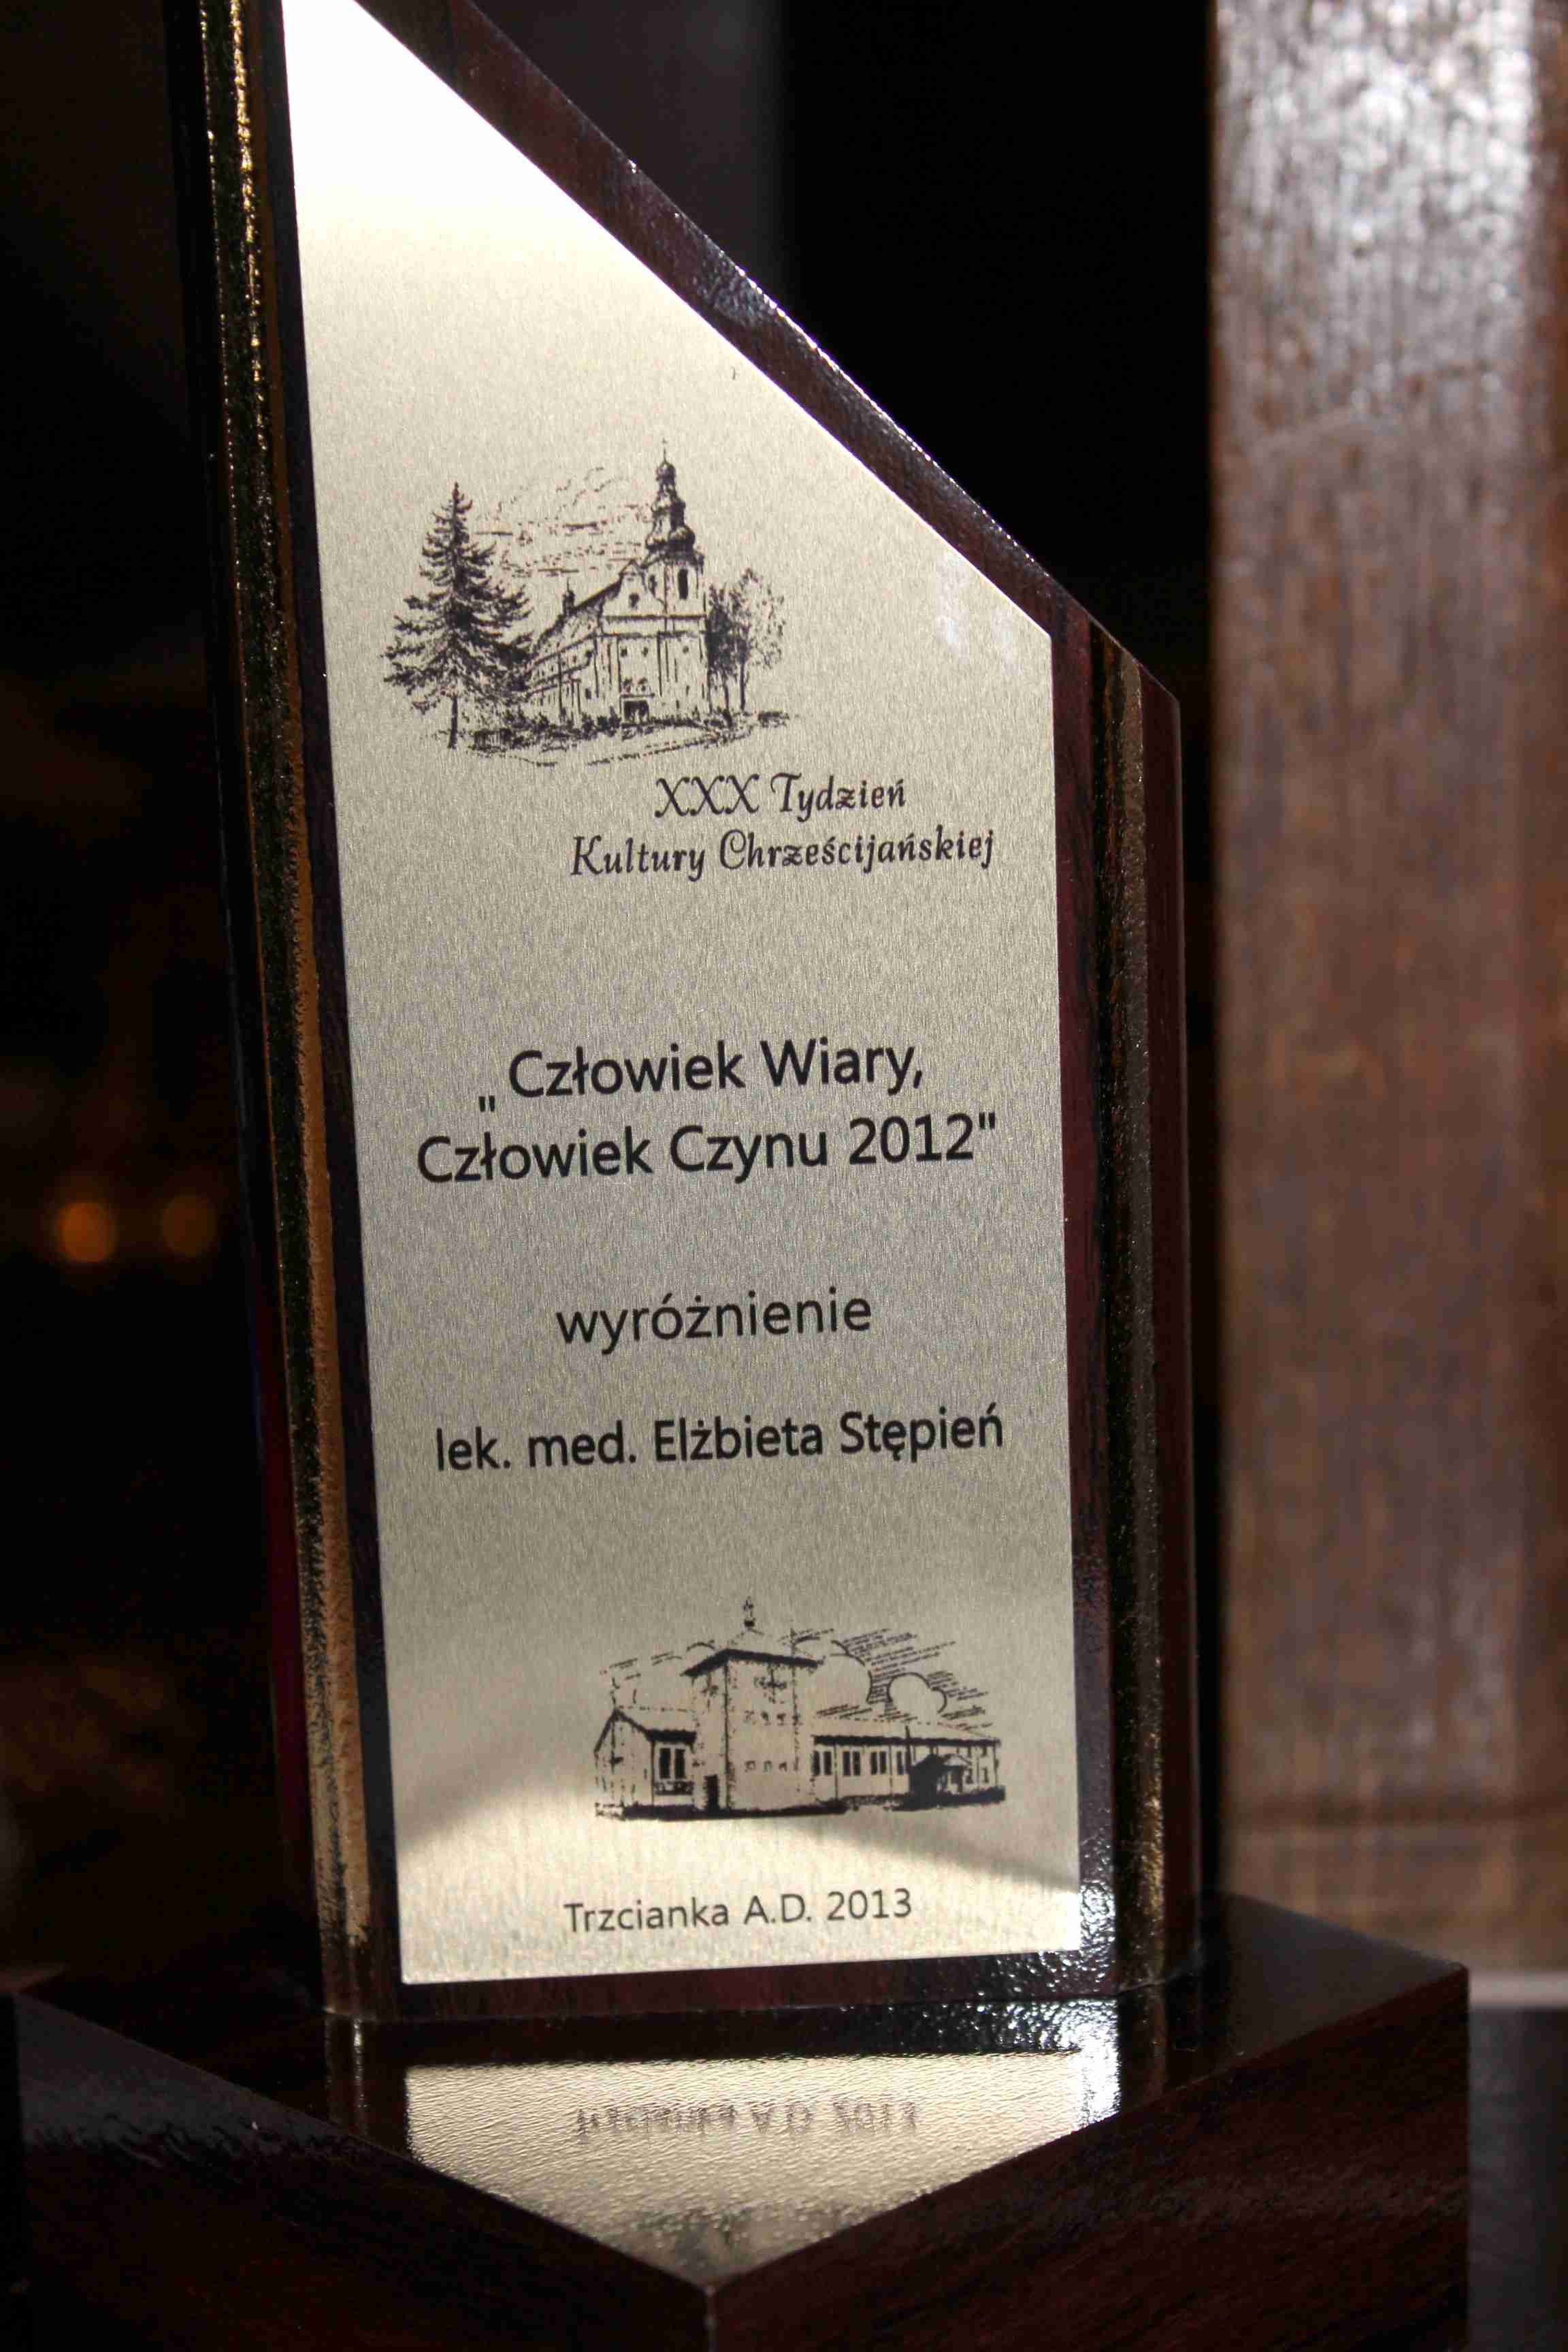 XXX Tydzień
Kultury Chrześcijańskiej
„ Człowiek Wiary,
Człowiek Czynu 2012"
wyróżnienie
lek. med. Elżbieta Stępień
Trzcianka A.D. 2013